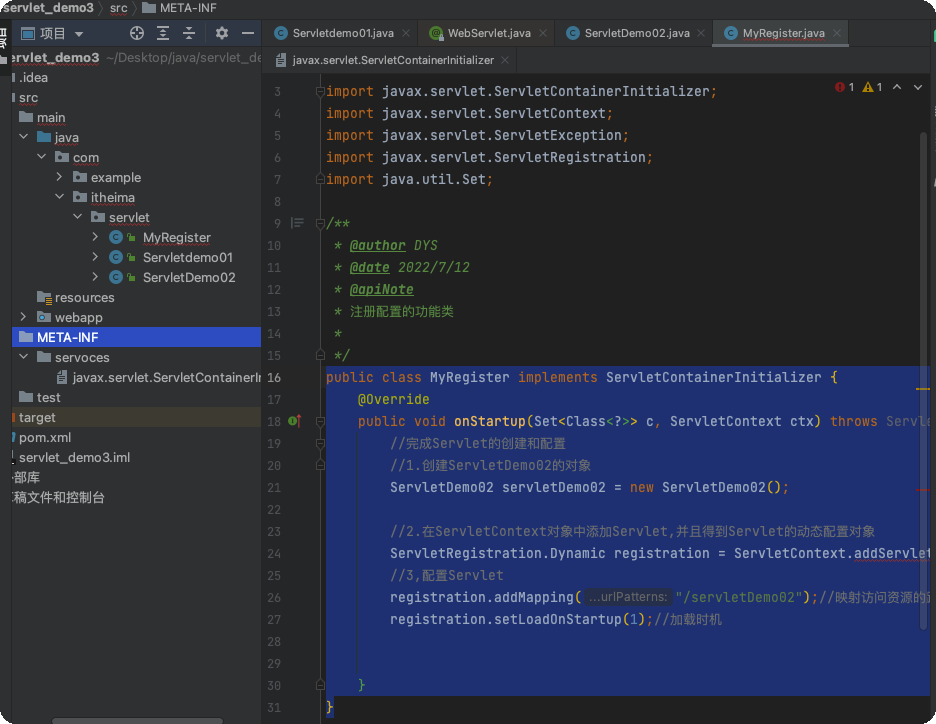 servlet_demo3 〉 src 〉 META-INF
项目
Servletdemo01.java
WebServlet.java
ServletDemo02.java
MyRegister.java
javax.servlet.ServletContainerInitializer
ervlet_demo3 ~/Desktop/java/servlet_de
.idea
src
main
java
com
example
itheima
servlet
MyRegister
Servletdemo01
ServletDemo02
resources
webapp
META-INF
servoces
javax.servlet.ServletContainerI
test
target
pom.xml
servlet_demo3.iml
部库
稿文件和控制台
1 1
3 import javax.servlet.ServletContainerInitializer;
4 import javax.servlet.ServletContext;
5 import javax.servlet.ServletException;
6 import javax.servlet.ServletRegistration;
7 import java.util.Set;
8
9 /**
10 * @author DYS
11 * @date 2022/7/12
12 * @apiNote
13 * 注册配置的功能类
14 *
15 */
16 public class MyRegister implements ServletContainerInitializer {
17 @Override
18 public void onStartup(Set<Class<?>> c, ServletContext ctx) throws Servle
19 //完成Servlet的创建和配置
20 //1.创建ServletDemo02的对象
21 ServletDemo02 servletDemo02 = new ServletDemo02();
22
23 //2.在ServletContext对象中添加Servlet,并且得到Servlet的动态配置对象
24 ServletRegistration.Dynamic registration = ServletContext.addServlet
25 //3,配置Servlet
26 registration.addMapping( ...urlPatterns: "/servletDemo02");//映射访问资源的
27 registration.setLoadOnStartup(1);//加载时机
28
29
30 }
31 }